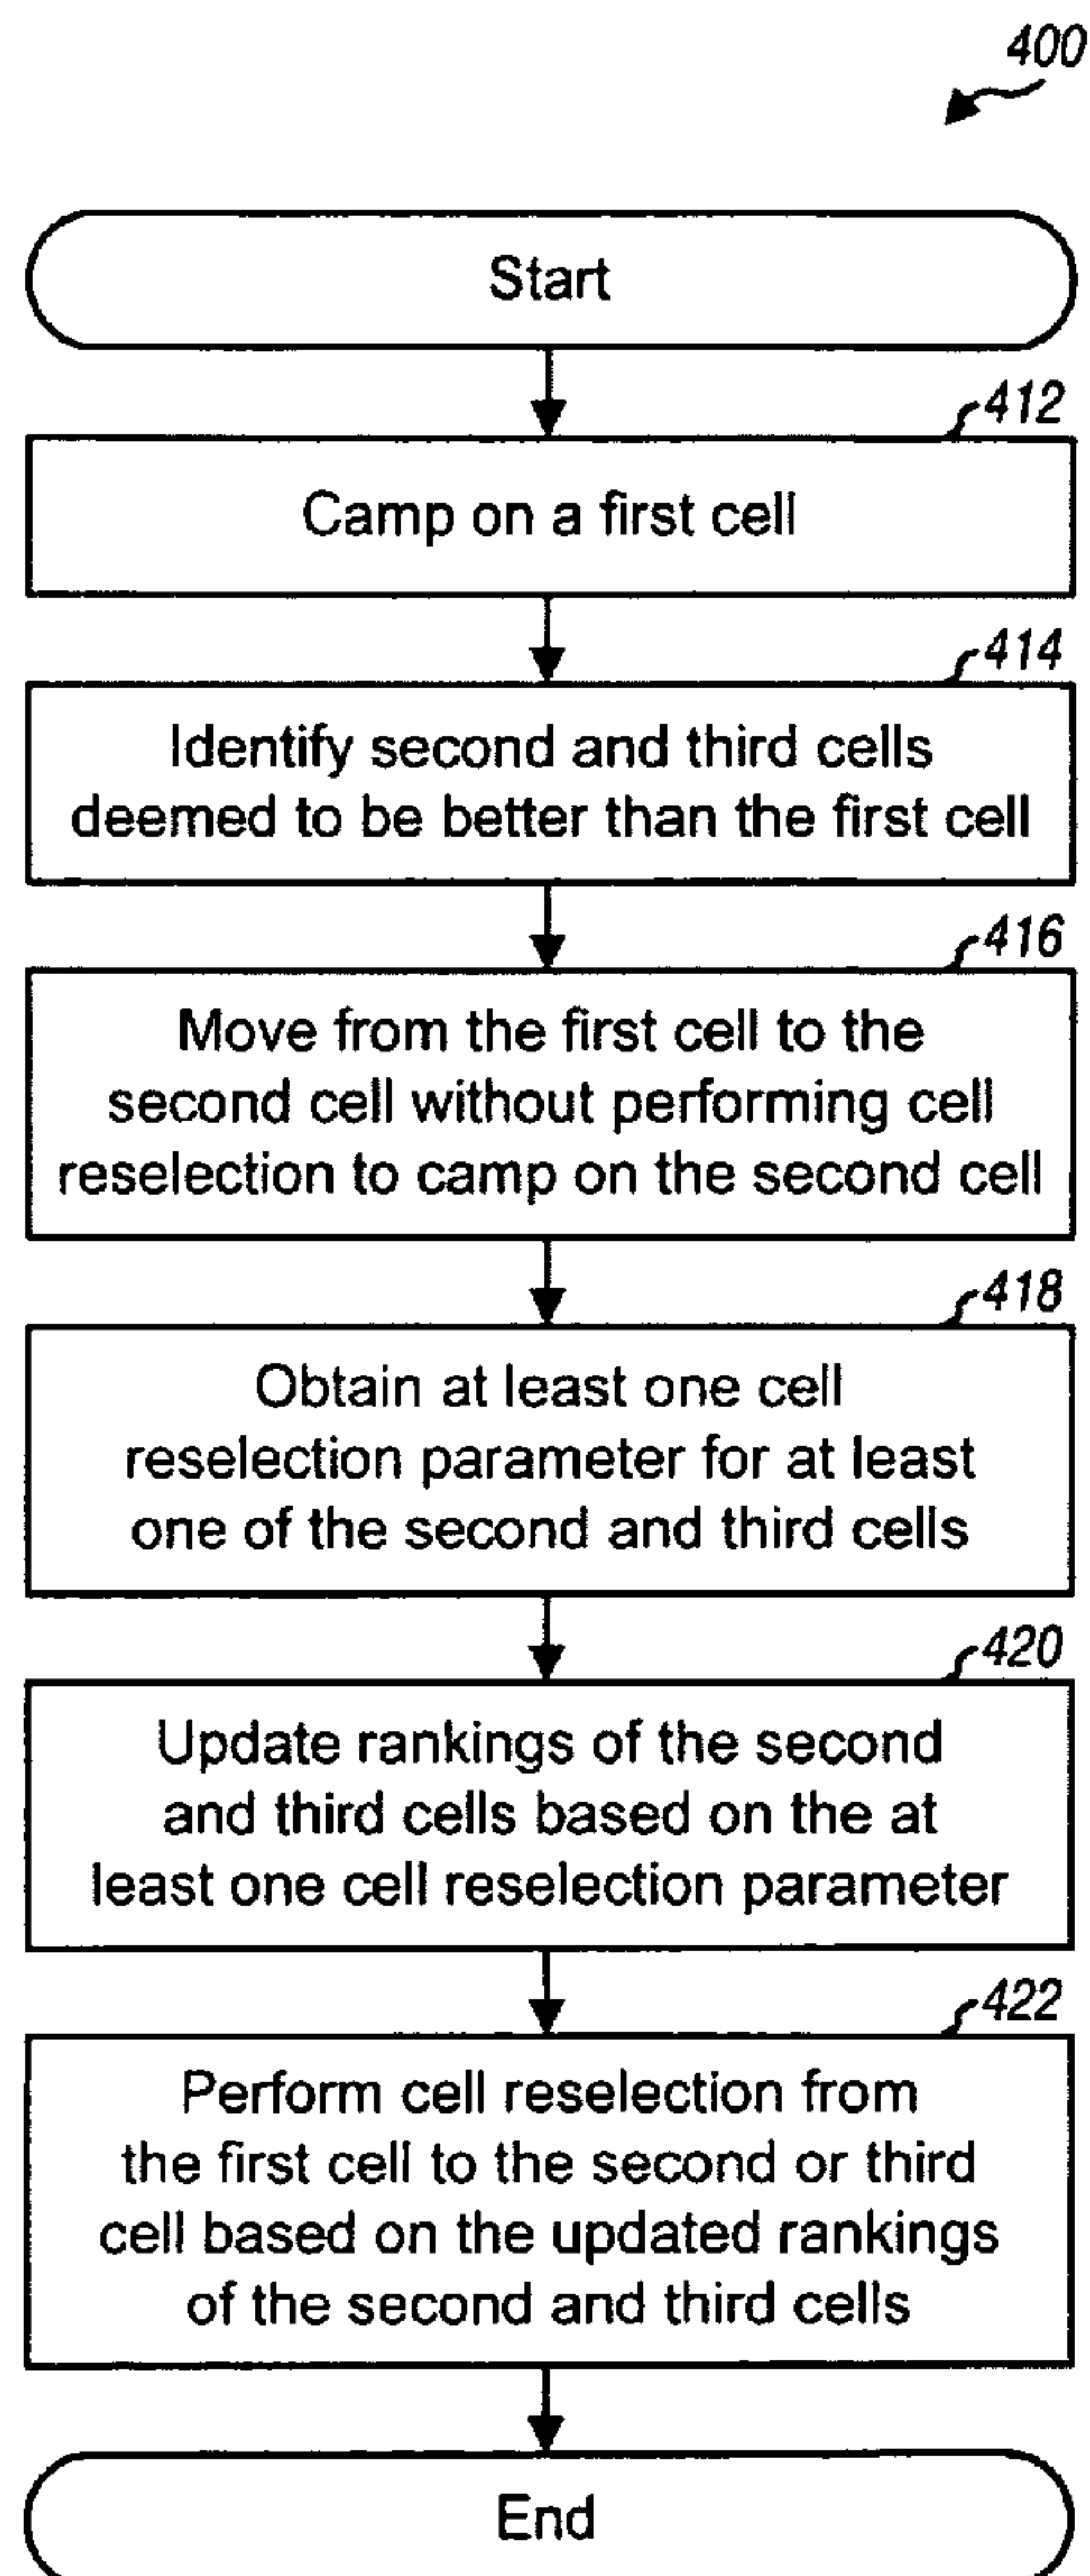 400
Start
412
Camp on a first cell
414
Identify second and third cells
deemed to be better than the first cell
416
Move from the first cell to the
second cell without performing cell
reselection to camp on the second cell
418
Obtain at least one cell
reselection parameter for at least
one of the second and third cells
420
Update rankings of the second
and third cells based on the at
least one cell reselection parameter
422
Perform cell reselection from
the first cell to the second or third
cell based on the updated rankings
of the second and third cells
End